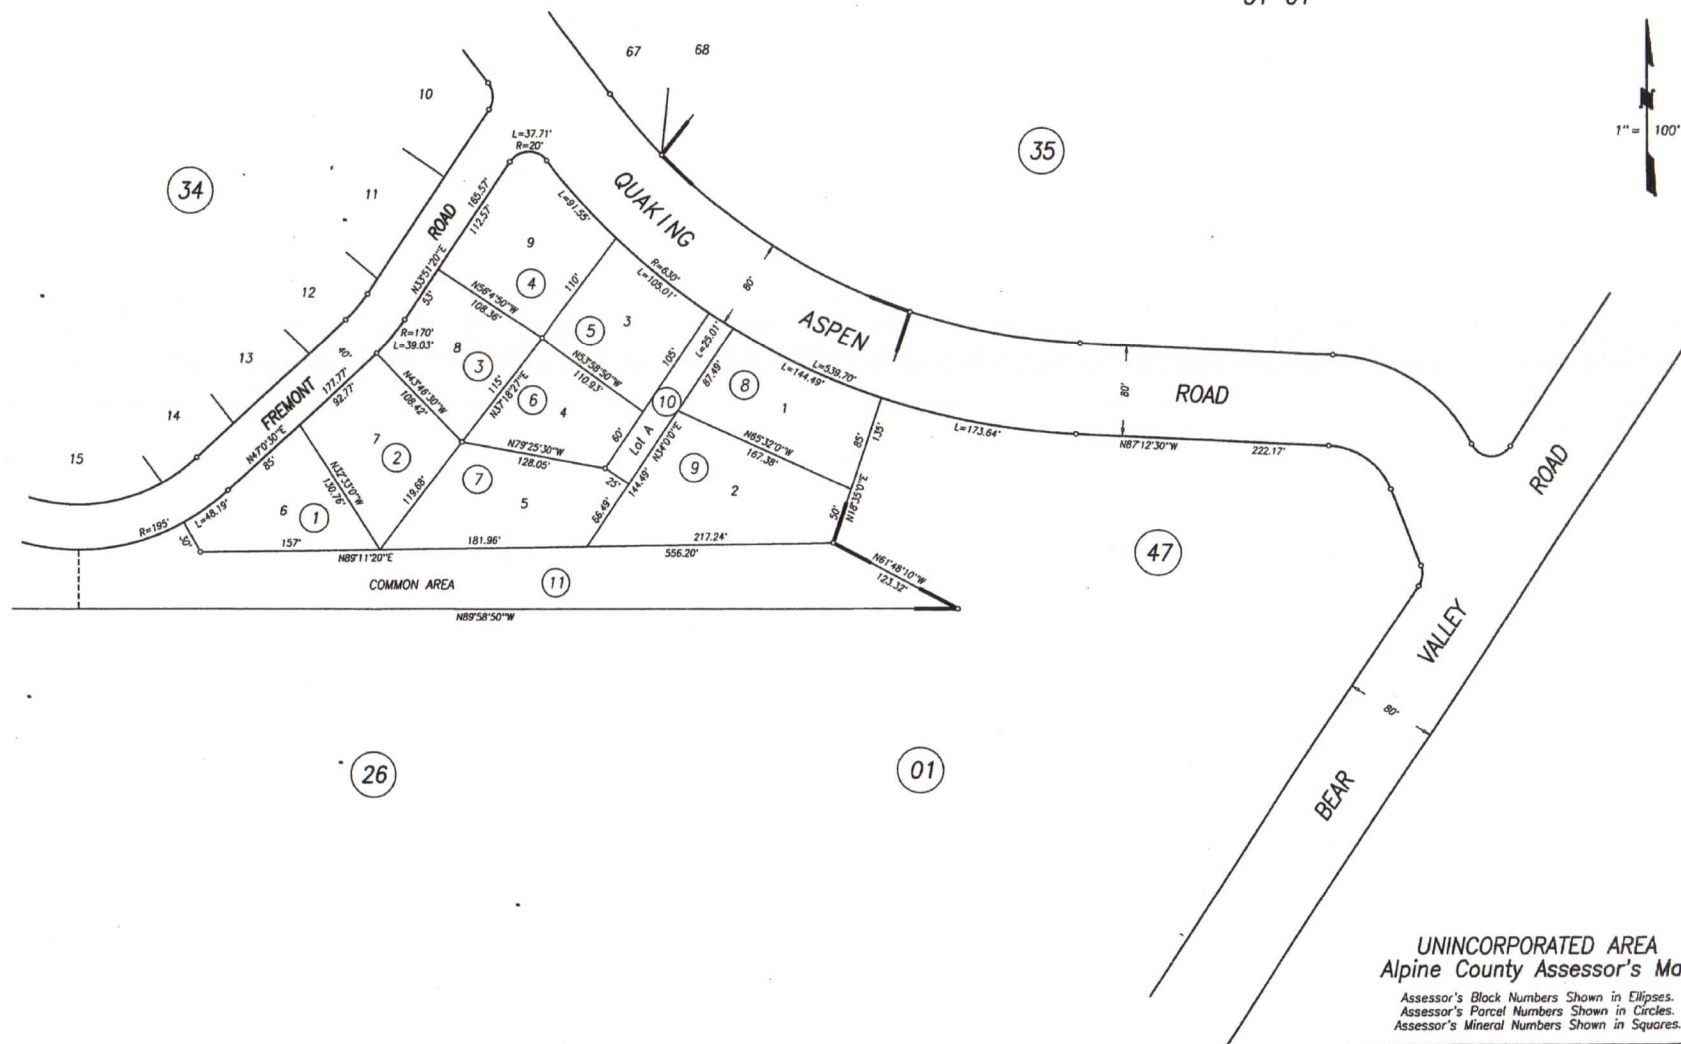 67
68
10
L=37.71'
R=20'
34
35
1" = 100'
N
11
165.57'
112.57'
ROAD
L=91.55'
QUAKING
9
4
110'
R=630'
L=105.01'
80'
N33°51'20"E
53'
12
N56°4'50"W
108.36'
5
3
ASPEN
R=170'
L=39.03'
8
3
L=25.01'
105'
87.49'
N53°58'50"W
110.93'
13
40'
177.77'
92.77'
FREMONT
N43°46'30"W
108.42'
115'
N37°18'27"E
6
4
10
8
1
L=539.70'
L=144.49'
80'
ROAD
14
N47°0'30"E
85'
7
2
60'
Lot A
N34°0'0"E
144.49'
N65°32'0"W
167.38'
85'
135'
L=173.64'
N87°12'30"W
222.17'
15
N79°25'30"W
128.05'
25'
9
2
ROAD
N32°33'0"W
130.76'
119.68'
7
5
66.49'
50'
N18°35'0"E
R=195'
L=48.19'
6
1
30'
157'
N89°11'20"E
181.96'
217.24'
556.20'
47
N61°48'10"W
123.32'
COMMON AREA
11
N89°58'50"W
VALLEY
80'
26
01
BEAR
UNINCORPORATED AREA
Alpine County Assessor's
Assessor's Block Numbers Shown in Ellipses.
Assessor's Parcel Numbers Shown in Circles.
Assessor's Mineral Numbers Shown in Squares.